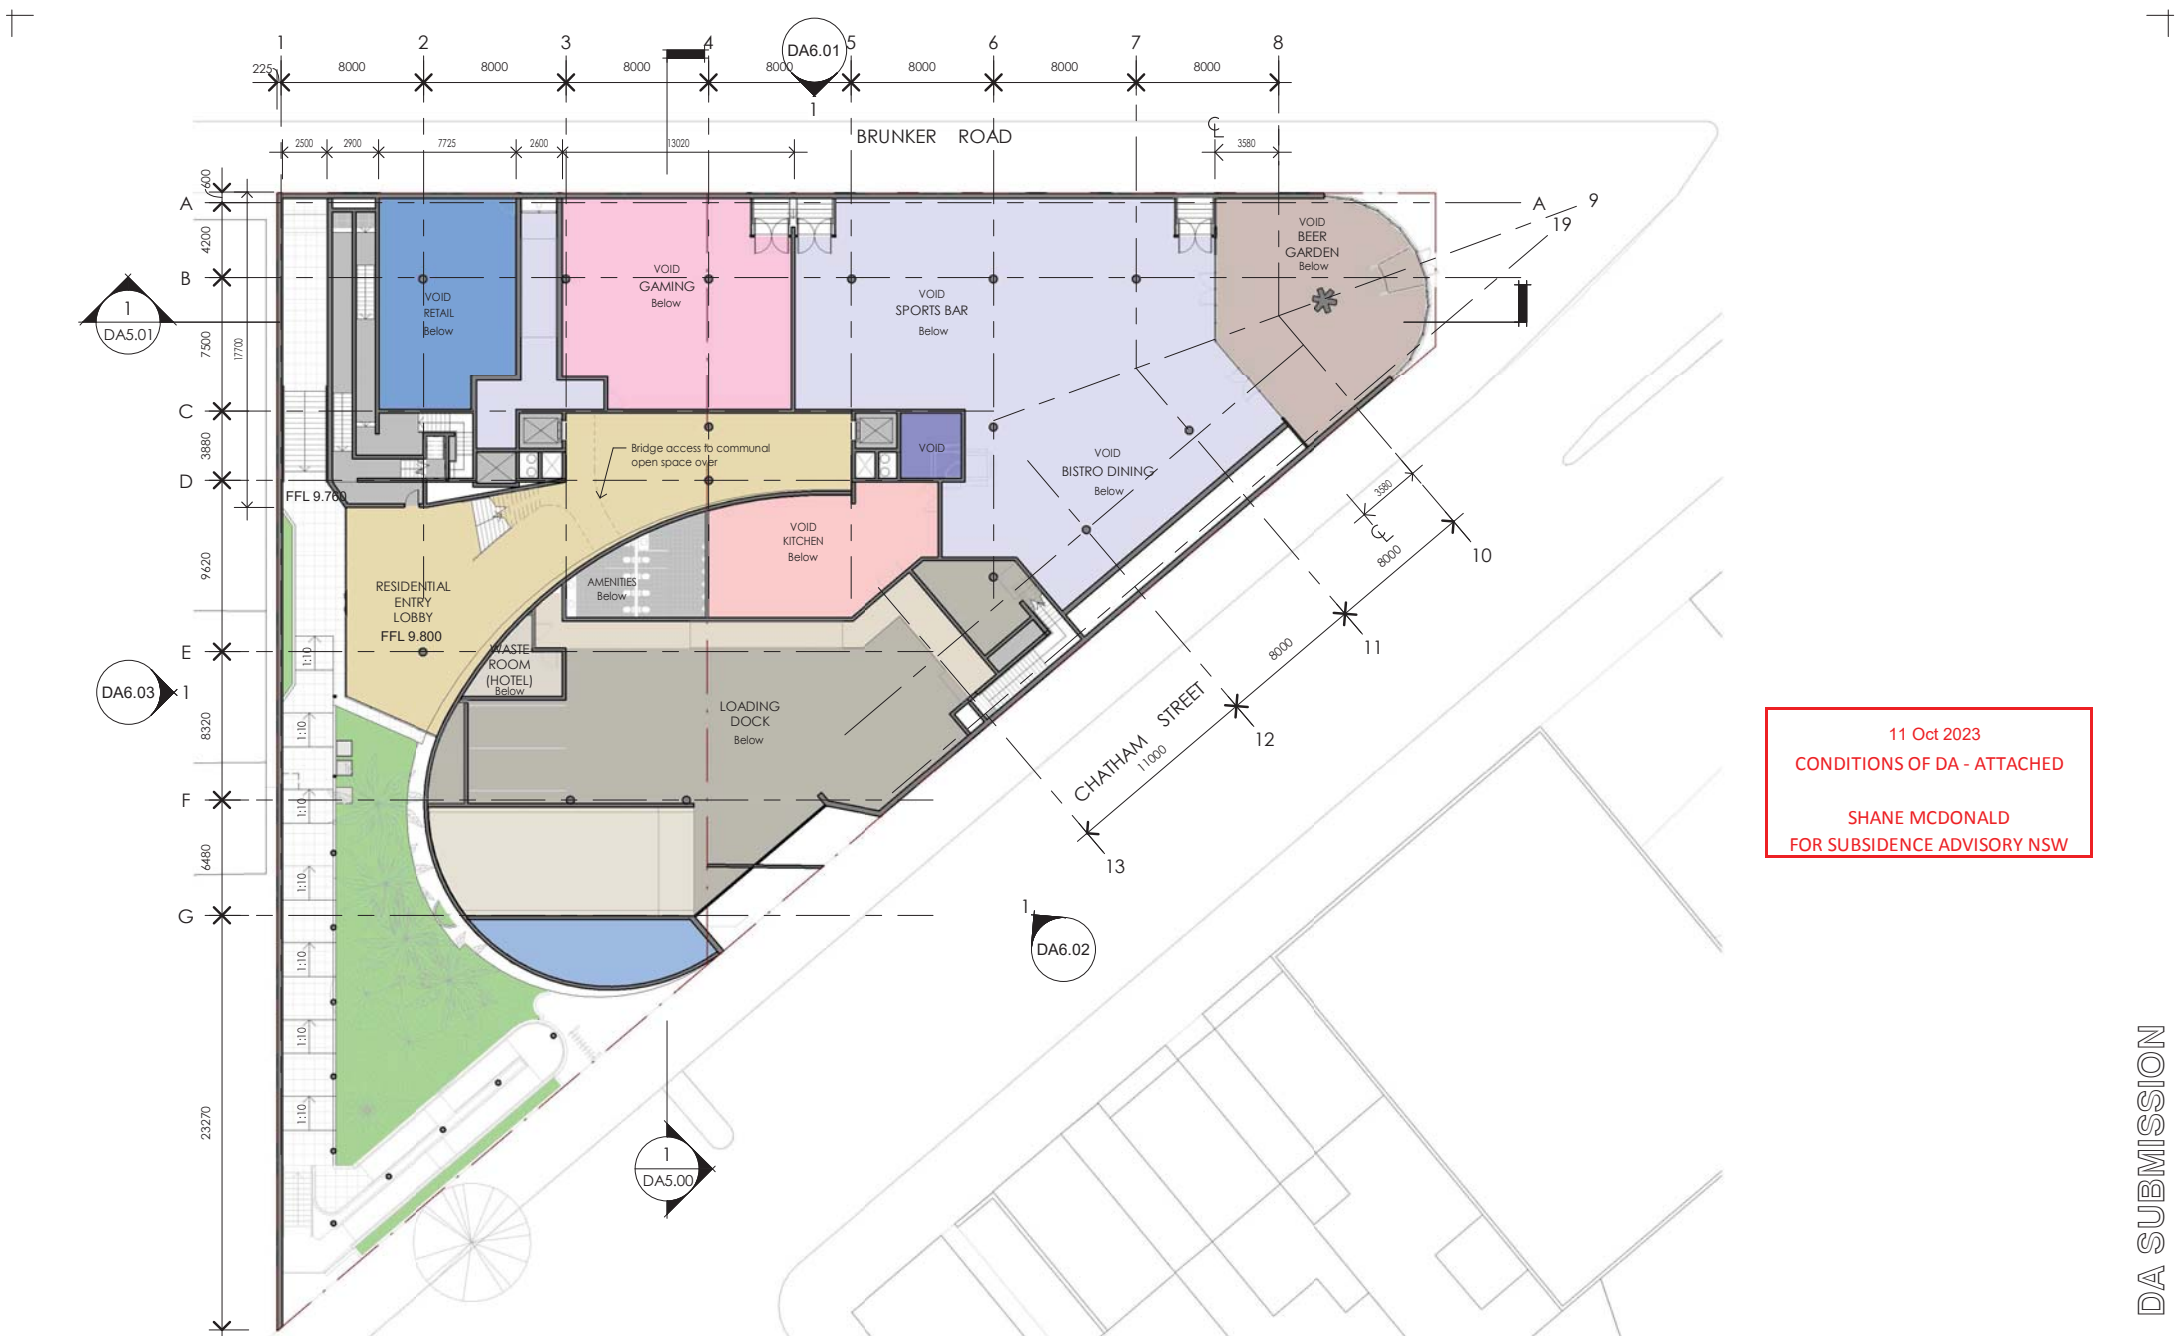 1 2 3 4 5 6 7 8
DA6.01
1
225 8000 8000 8000 8000 8000 8000 8000
BRUNKER ROAD
2500 2900 7725 2600 13020 3580
600
A
4200
B
7500
17700
C
3880
D
9620
E
8320
F
6480
G
23270
A 9
19
1
DA5.01
DA6.03 1
VOID
RETAIL
Below
VOID
GAMING
Below
VOID
SPORTS BAR
Below
VOID
BEER
GARDEN
Below
Bridge access to communal
open space over
VOID
VOID
BISTRO DINING
Below
FFL 9.760
VOID
KITCHEN
Below
AMENITIES
Below
RESIDENTIAL
ENTRY
LOBBY
FFL 9.800
WASTE
ROOM
(HOTEL)
Below
LOADING
DOCK
Below
1:10
1:10
1:10
1:10
1:10
1:10
1:10
3580
8000
10
8000
11
12
11000
13
CHATHAM STREET
1
DA6.02
1
DA5.00
11 Oct 2023
CONDITIONS OF DA - ATTACHED
SHANE MCDONALD
FOR SUBSIDENCE ADVISORY NSW
DA SUBMISSION